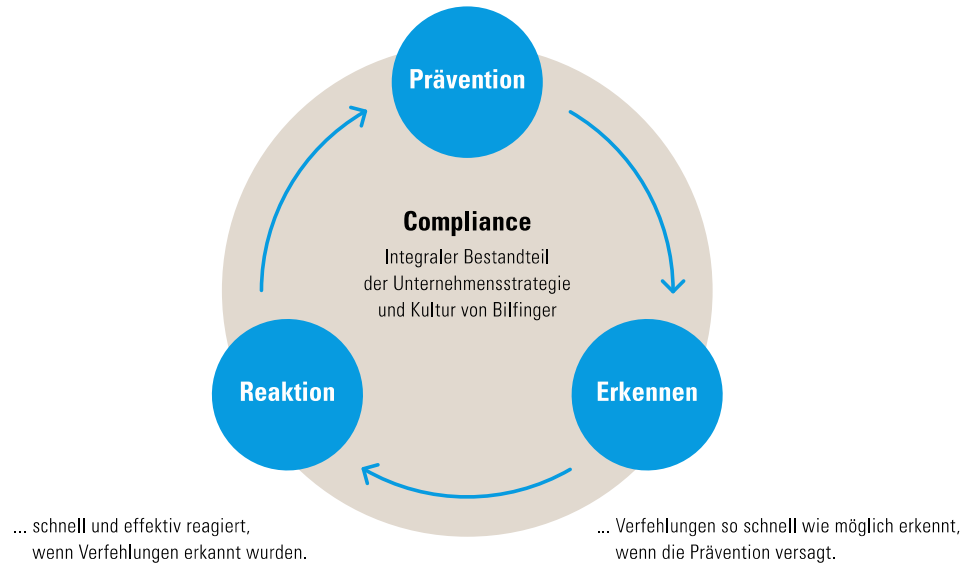 Prävention
Compliance
Integraler Bestandteil
der Unternehmensstrategie
und Kultur von Bilfinger
Reaktion
Erkennen
... schnell und effektiv reagiert,
wenn Verfehlungen erkannt wurden.
... Verfehlungen so schnell wie möglich erkennt,
wenn die Prävention versagt.